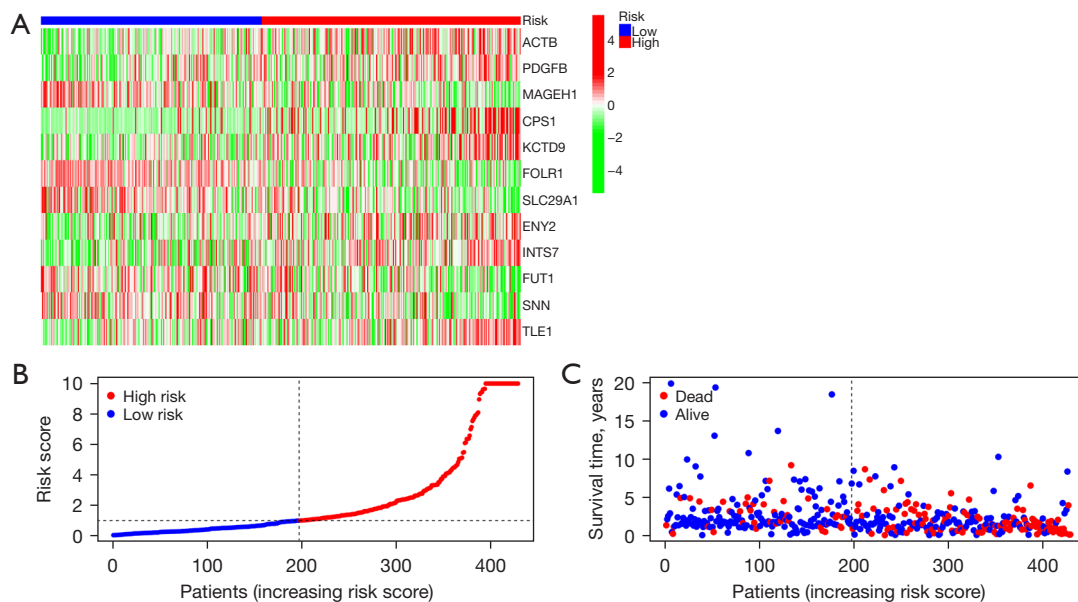 A
Risk
ACTB
PDGFB
MAGEH1
CPS1
KCTD9
FOLR1
SLC29A1
ENY2
INTS7
FUT1
SNN
TLE1
4
2
0
−2
−4
Risk
Low
High
B
High risk
Low risk
Risk score
10
8
6
4
2
0
0 100 200 300 400
Patients (increasing risk score)
C
Dead
Alive
Survival time, years
20
15
10
5
0
0 100 200 300 400
Patients (increasing risk score)